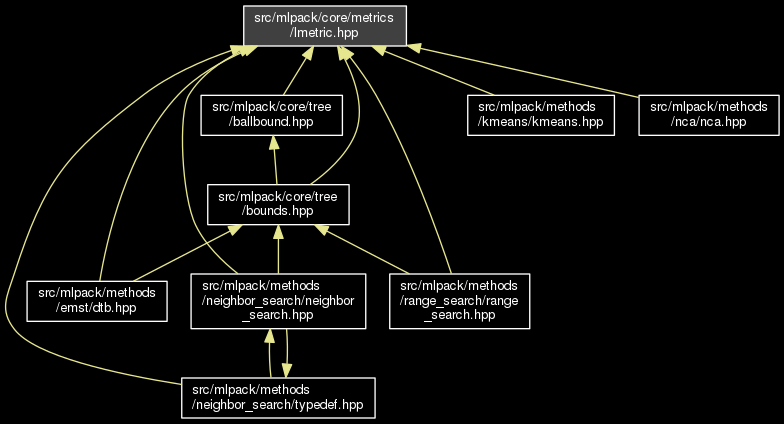 src/mlpack/core/metrics
/lmetric.hpp
src/mlpack/core/tree
/ballbound.hpp
src/mlpack/methods
/kmeans/kmeans.hpp
src/mlpack/methods
/nca/nca.hpp
src/mlpack/core/tree
/bounds.hpp
src/mlpack/methods
/emst/dtb.hpp
src/mlpack/methods
/neighbor_search/neighbor
_search.hpp
src/mlpack/methods
/range_search/range
_search.hpp
src/mlpack/methods
/neighbor_search/typedef.hpp